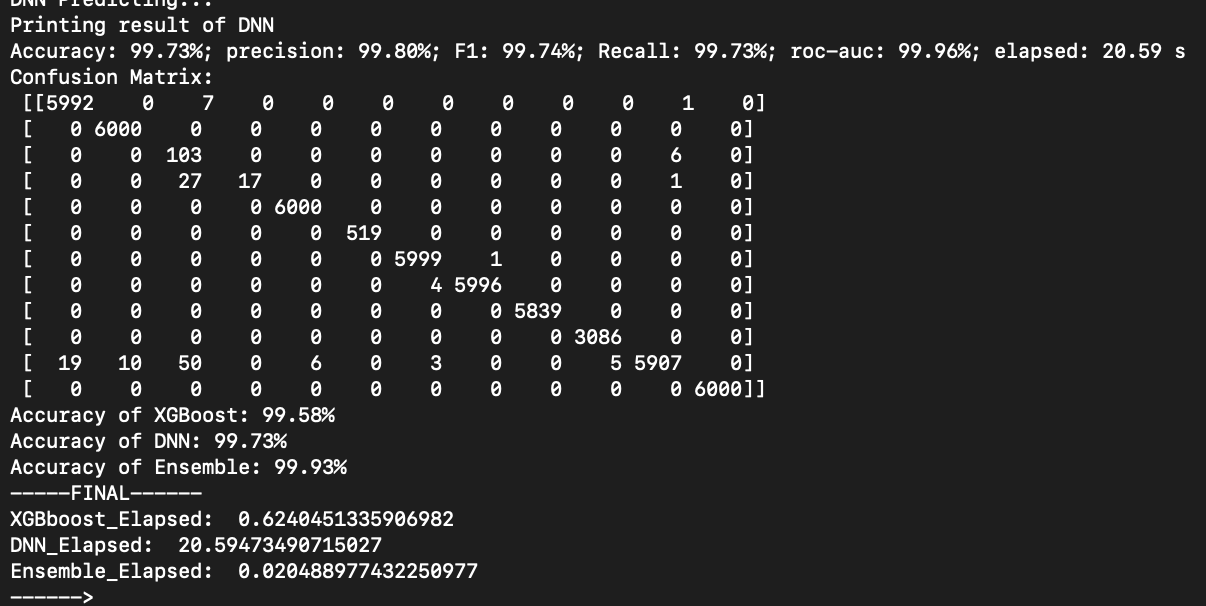 DNN Predicting...
Printing result of DNN
Accuracy: 99.73%; precision: 99.80%; F1: 99.74%; Recall: 99.73%; roc-auc: 99.96%; elapsed: 20.59 s
Confusion Matrix:
[[5992 0 7 0 0 0 0 0 0 0 1 0]
[ 0 6000 0 0 0 0 0 0 0 0 0 0]
[ 0 0 103 0 0 0 0 0 0 0 6 0]
[ 0 0 27 17 0 0 0 0 0 0 1 0]
[ 0 0 0 0 6000 0 0 0 0 0 0 0]
[ 0 0 0 0 0 519 0 0 0 0 0 0]
[ 0 0 0 0 0 0 5999 1 0 0 0 0]
[ 0 0 0 0 0 0 4 5996 0 0 0 0]
[ 0 0 0 0 0 0 0 0 5839 0 0 0]
[ 0 0 0 0 0 0 0 0 0 3086 0 0]
[ 19 10 50 0 6 0 3 0 0 5 5907 0]
[ 0 0 0 0 0 0 0 0 0 0 0 6000]]
Accuracy of XGBoost: 99.58%
Accuracy of DNN: 99.73%
Accuracy of Ensemble: 99.93%
-----FINAL------
XGBboost_Elapsed: 0.6240451335906982
DNN_Elapsed: 20.59473490715027
Ensemble_Elapsed: 0.020488977432250977
------>